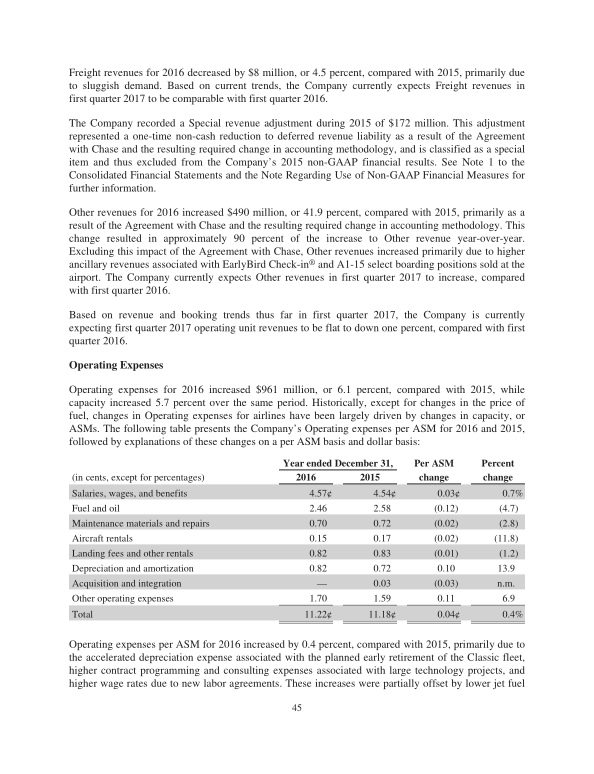 Freight revenues for 2016 decreased by $8 million, or 4.5 percent, compared with 2015, primarily due
to sluggish demand. Based on current trends, the Company currently expects Freight revenues in
first quarter 2017 to be comparable with first quarter 2016.
The Company recorded a Special revenue adjustment during 2015 of $172 million. This adjustment
represented a one-time non-cash reduction to deferred revenue liability as a result of the Agreement
with Chase and the resulting required change in accounting methodology, and is classified as a special
item and thus excluded from the Company's 2015 non-GAAP financial results. See Note 1 to the
Consolidated Financial Statements and the Note Regarding Use of Non-GAAP Financial Measures for
further information.
Other revenues for 2016 increased $490 million, or 41.9 percent, compared with 2015, primarily as a
result of the Agreement with Chase and the resulting required change in accounting methodology. This
change resulted in approximately 90 percent of the increase to Other revenue year-over-year.
Excluding this impact of the Agreement with Chase, Other revenues increased primarily due to higher
ancillary revenues associated with EarlyBird Check-in® and A1-15 select boarding positions sold at the
airport. The Company currently expects Other revenues in first quarter 2017 to increase, compared
with first quarter 2016.
Based on revenue and booking trends thus far in first quarter 2017, the Company is currently
expecting first quarter 2017 operating unit revenues to be flat to down one percent, compared with first
quarter 2016.
Operating Expenses
Operating expenses for 2016 increased $961 million, or 6.1 percent, compared with 2015, while
capacity increased 5.7 percent over the same period. Historically, except for changes in the price of
fuel, changes in Operating expenses for airlines have been largely driven by changes in capacity, or
ASMs. The following table presents the Company's Operating expenses per ASM for 2016 and 2015,
followed by explanations of these changes on a per ASM basis and dollar basis:
Year ended December 31, Per ASM Percent
(in cents, except for percentages) 2016 2015 change change
Salaries, wages, and benefits 4.57¢ 4.54¢ 0.03¢ 0.7%
Fuel and oil 2.46 2.58 (0.12) (4.7)
Maintenance materials and repairs 0.70 0.72 (0.02) (2.8)
Aircraft rentals 0.15 0.17 (0.02) (11.8)
Landing fees and other rentals 0.82 0.83 (0.01) (1.2)
Depreciation and amortization 0.82 0.72 0.10 13.9
Acquisition and integration — 0.03 (0.03) n.m.
Other operating expenses 1.70 1.59 0.11 6.9
Total 11.22¢ 11.18¢ 0.04¢ 0.4%
Operating expenses per ASM for 2016 increased by 0.4 percent, compared with 2015, primarily due to
the accelerated depreciation expense associated with the planned early retirement of the Classic fleet,
higher contract programming and consulting expenses associated with large technology projects, and
higher wage rates due to new labor agreements. These increases were partially offset by lower jet fuel
45